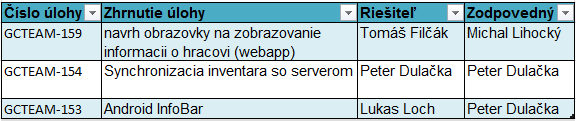 Číslo úlohy Zhrnutie úlohy Riešiteľ Zodpovedný
GCTEAM-159 navrh obrazovky na zobrazovanie informacii o hracovi (webapp) Tomáš Filčák Michal Lihocký
GCTEAM-154 Synchronizacia inventara so serverom Peter Dulačka Peter Dulačka
GCTEAM-153 Android InfoBar Lukas Loch Peter Dulačka